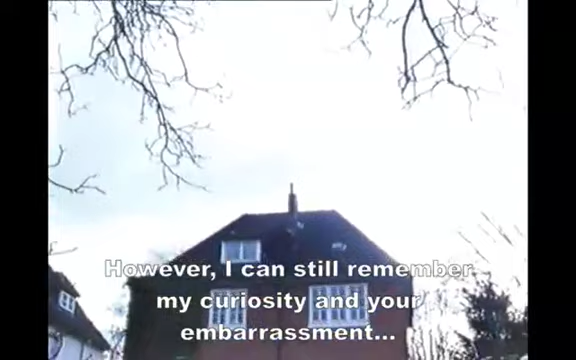 However, I can still remember
my curiosity and your
embarrassment...